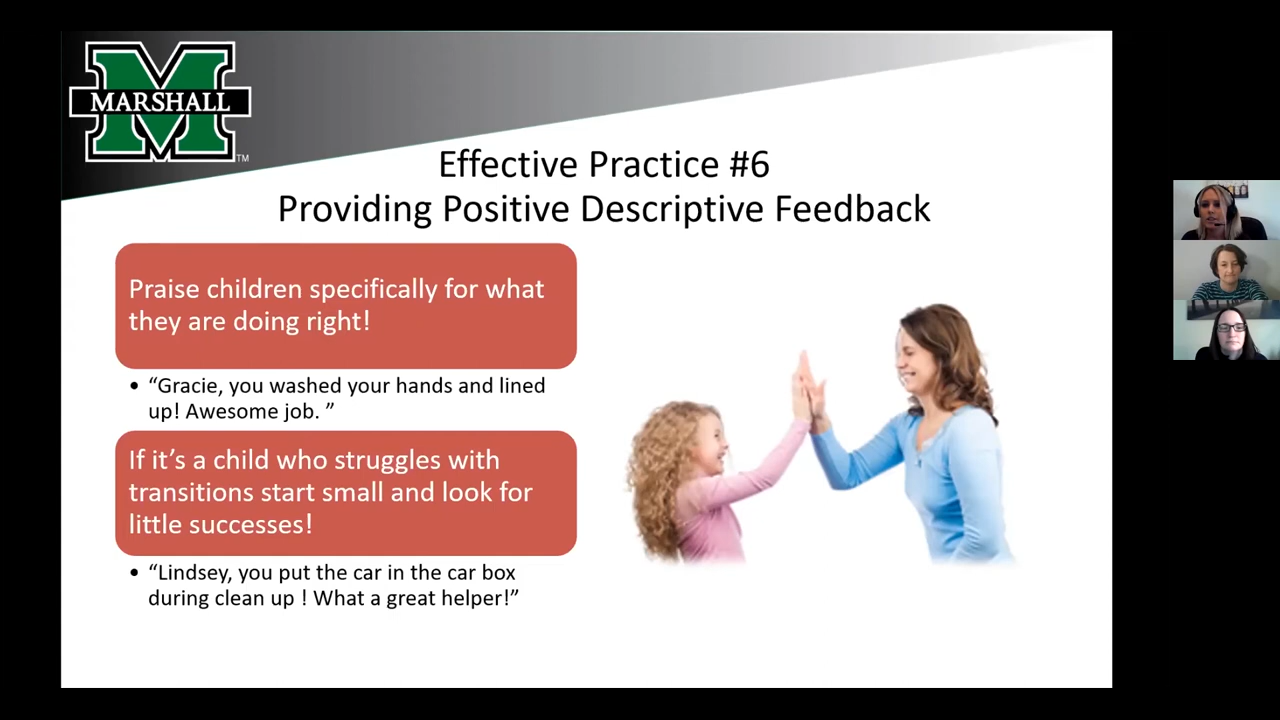 MARSHALL
TM
Effective Practice #6
Providing Positive Descriptive Feedback
Praise children specifically for what
they are doing right!
• “Gracie, you washed your hands and lined
up! Awesome job. ”
If it’s a child who struggles with
transitions start small and look for
little successes!
• “Lindsey, you put the car in the car box
during clean up ! What a great helper!”